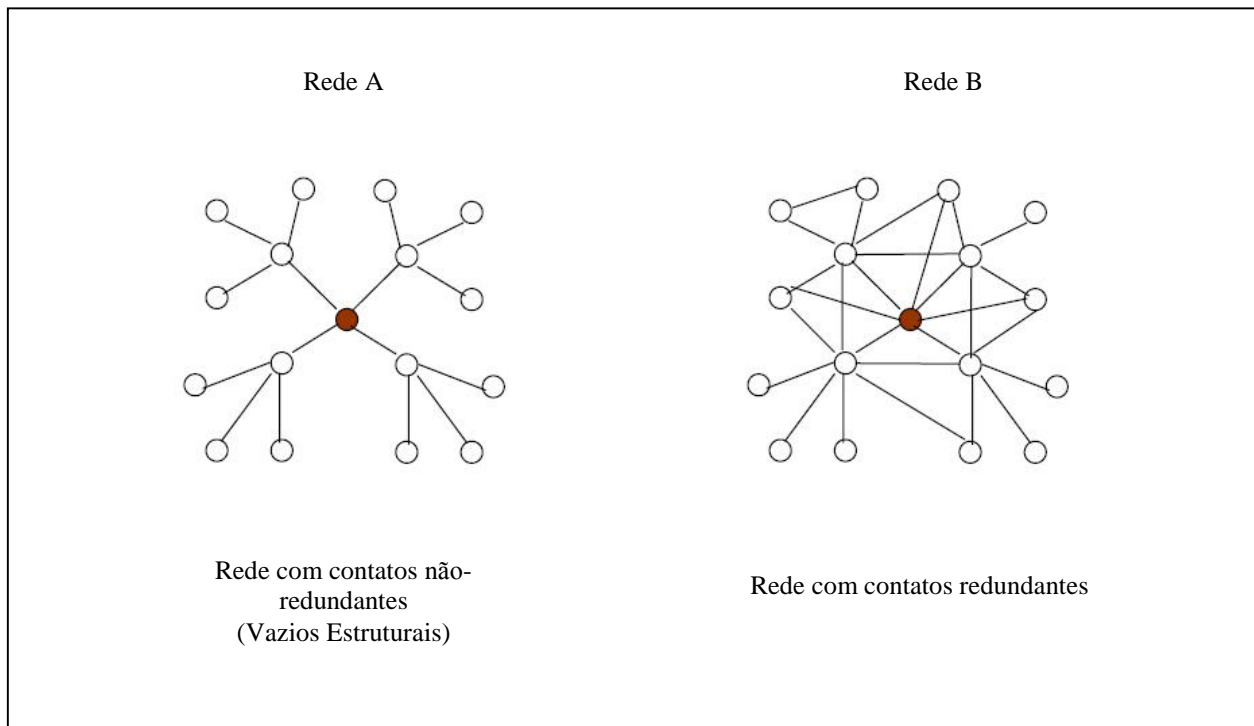 Rede A
Rede B
Rede com contatos não-
redundantes
(Vazios Estruturais)
Rede com contatos redundantes